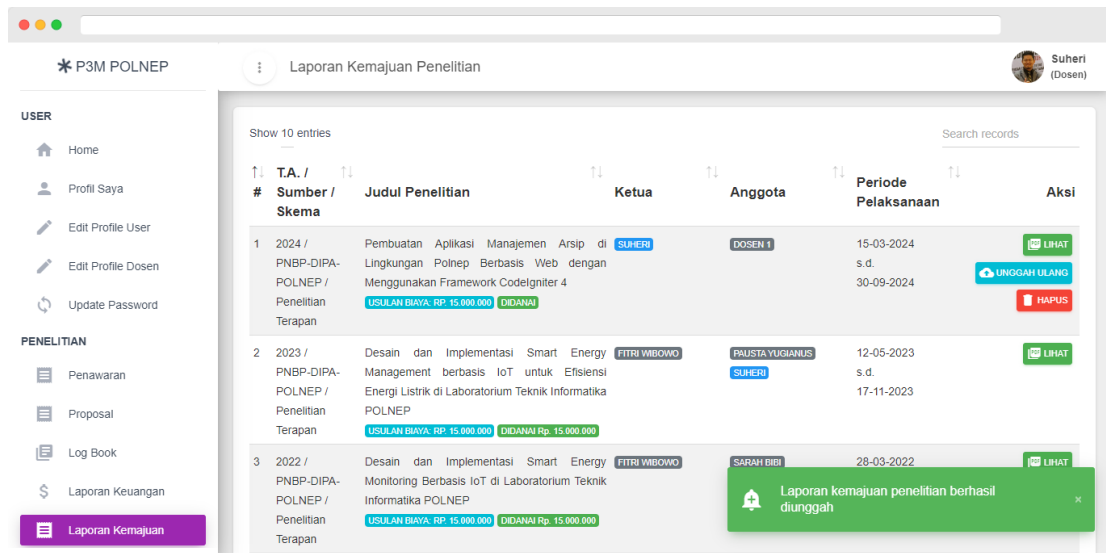 P3M POLNEP
Laporan Kemajuan Penelitian
Suheri
(Dosen)
USER
Home
Profil Saya
Edit Profile User
Edit Profile Dosen
Update Password
PENELITIAN
Penawaran
Proposal
Log Book
Laporan Keuangan
Laporan Kemajuan
Show 10 entries
Search records
#
T.A. /
Sumber /
Skema
Judul Penelitian
Ketua
Anggota
Periode
Pelaksanaan
Aksi
1
2024 /
PNBP-DIPA-
POLNEP /
Penelitian
Terapan
Pembuatan Aplikasi Manajemen Arsip di
Lingkungan Polnep Berbasis Web dengan
Menggunakan Framework CodeIgniter 4
USULAN BIAYA: RP. 15.000.000 DIDANAI
SUHERI
DOSEN 1
15-03-2024
s.d.
30-09-2024
LIHAT
UNGGAH ULANG
HAPUS
2
2023 /
PNBP-DIPA-
POLNEP /
Penelitian
Terapan
Desain dan Implementasi Smart Energy
Management berbasis IoT untuk Efisiensi
Energi Listrik di Laboratorium Teknik Informatika
POLNEP
USULAN BIAYA: RP. 15.000.000 DIDANAI Rp. 15.000.000
FITRI WIBOWO
PAUSTA YUGIANUS
SUHERI
12-05-2023
s.d.
17-11-2023
LIHAT
3
2022 /
PNBP-DIPA-
POLNEP /
Penelitian
Terapan
Desain dan Implementasi Smart Energy
Monitoring Berbasis IoT di Laboratorium Teknik
Informatika POLNEP
USULAN BIAYA: RP. 15.000.000 DIDANAI Rp. 15.000.000
FITRI WIBOWO
SARAH BIBI
28-03-2022
LIHAT
Laporan kemajuan penelitian berhasil
diunggah
×